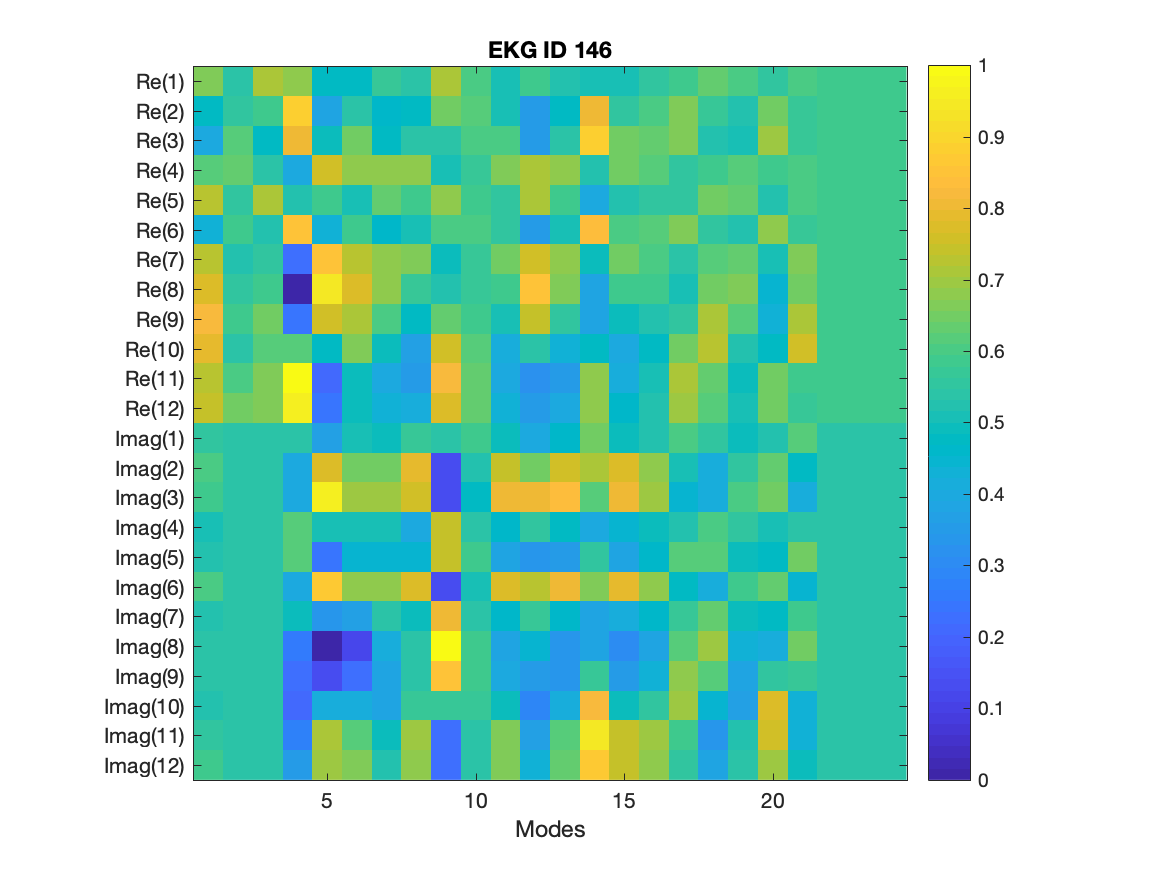 EKG ID 146
Re(1)
Re(2)
Re(3)
Re(4)
Re(5)
Re(6)
Re(7)
Re(8)
Re(9)
Re(10)
Re(11)
Re(12)
Imag(1)
Imag(2)
Imag(3)
Imag(4)
Imag(5)
Imag(6)
Imag(7)
Imag(8)
Imag(9)
Imag(10)
Imag(11)
Imag(12)
5 10 15 20
Modes
1
0.9
0.8
0.7
0.6
0.5
0.4
0.3
0.2
0.1
0